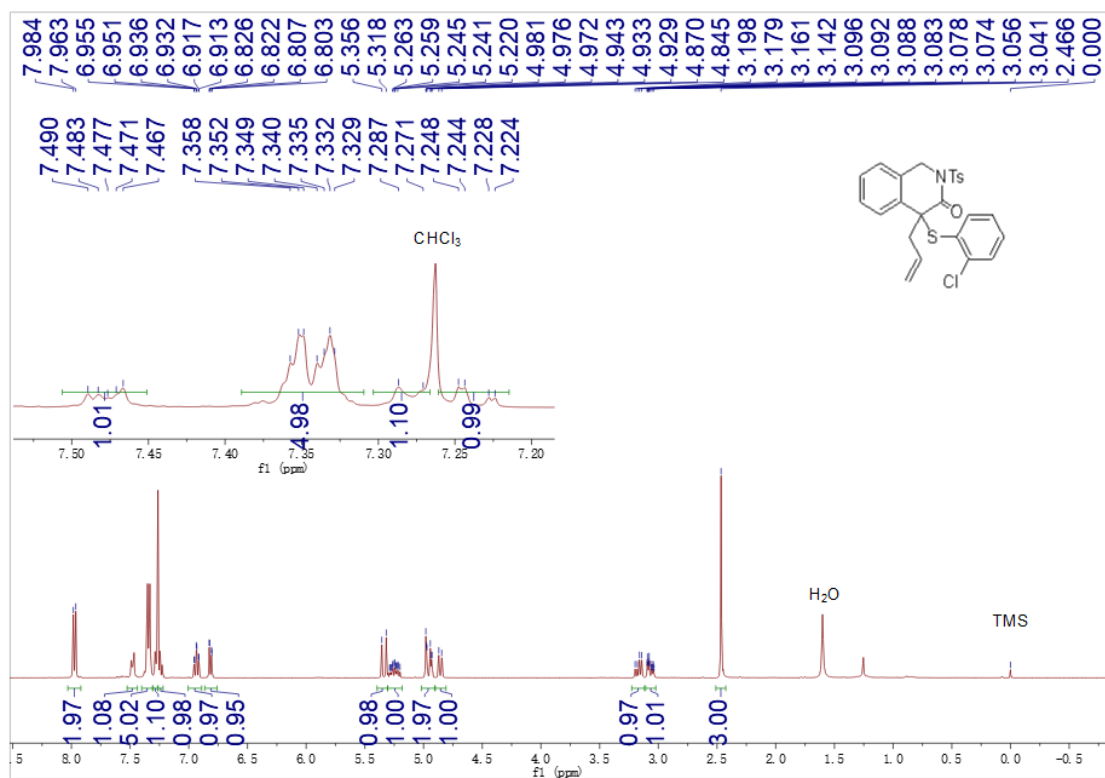 7.984 7.963 6.955 6.951 6.936 6.932 6.917 6.913 6.826 6.822 6.807 6.803 5.356 5.318 5.263 5.259 5.245 5.241 5.220 4.981 4.976 4.972 4.943 4.933 4.929 4.870 4.845 3.198 3.179 3.161 3.142 3.096 3.092 3.088 3.083 3.078 3.074 3.056 3.041 2.466 0.000
7.490 7.483 7.477 7.471 7.467 7.358 7.352 7.349 7.340 7.335 7.332 7.329 7.287 7.271 7.248 7.244 7.228 7.224
N Ts
O
S
Cl
CHCl3
1.01 4.98 1.10 0.99
7.50 7.45 7.40 7.35 7.30 7.25 7.20
f1 (ppm)
H2O
TMS
1.97 1.08 5.02 1.10 0.98 0.97 0.95 0.98 1.00 1.97 1.00 0.97 1.01 3.00
.5 8.0 7.5 7.0 6.5 6.0 5.5 5.0 4.5 4.0 3.5 3.0 2.5 2.0 1.5 1.0 0.5 0.0 -0.5
f1 (ppm)